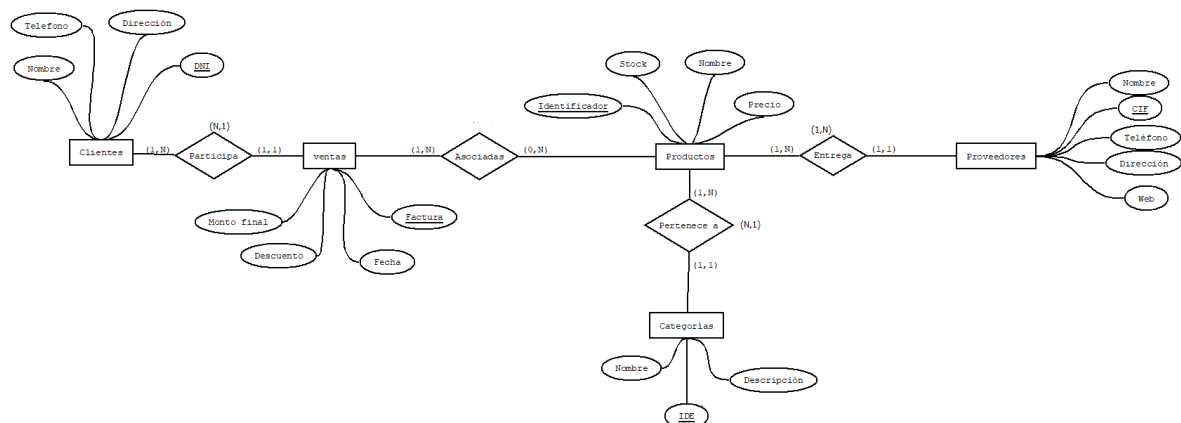 Telefono
Dirección
Nombre
DNI
Clientes
(1,N)
(N,1)
Participa
(1,1)
ventas
(1,N)
Asociadas
(0,N)
Monto final
Factura
Descuento
Fecha
Stock
Nombre
Identificador
Precio
Productos
(1,N)
(1,N)
Entrega
(1,1)
Proveedores
Nombre
CIF
Teléfono
Dirección
Web
(1,N)
Pertenece a
(N,1)
(1,1)
Categorías
Nombre
Descripción
IDE